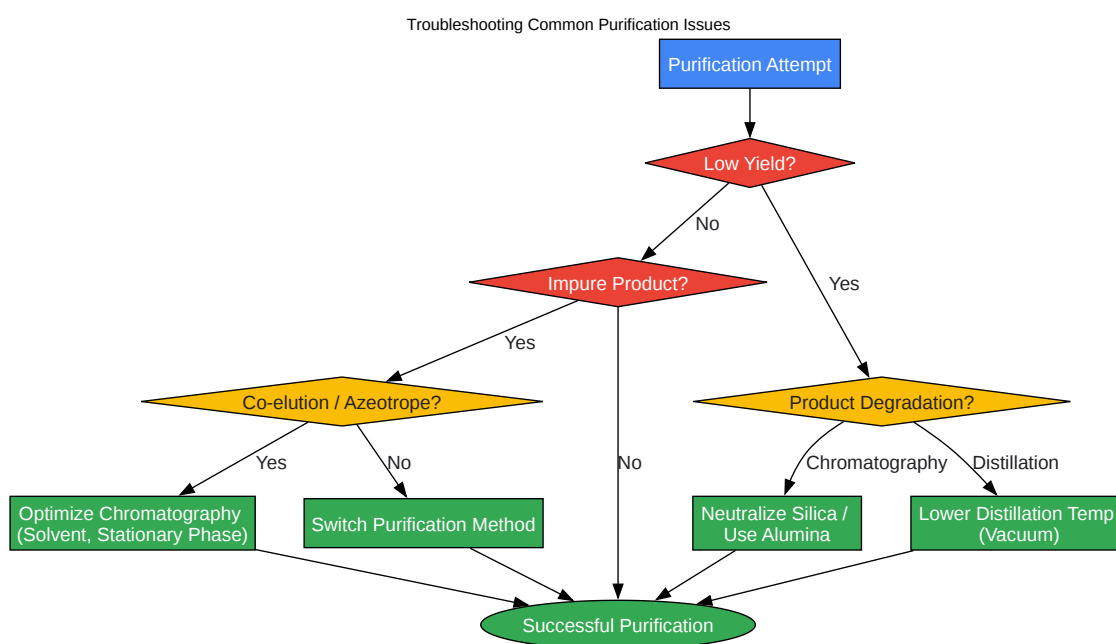 Troubleshooting Common Purification Issues
Purification Attempt
Low Yield?
No
Yes
Impure Product?
Yes
No
Co-elution / Azeotrope?
Product Degradation?
Yes
No
Chromatography
Distillation
Optimize Chromatography
(Solvent, Stationary Phase)
Switch Purification Method
Neutralize Silica /
Use Alumina
Lower Distillation Temp
(Vacuum)
Successful Purification